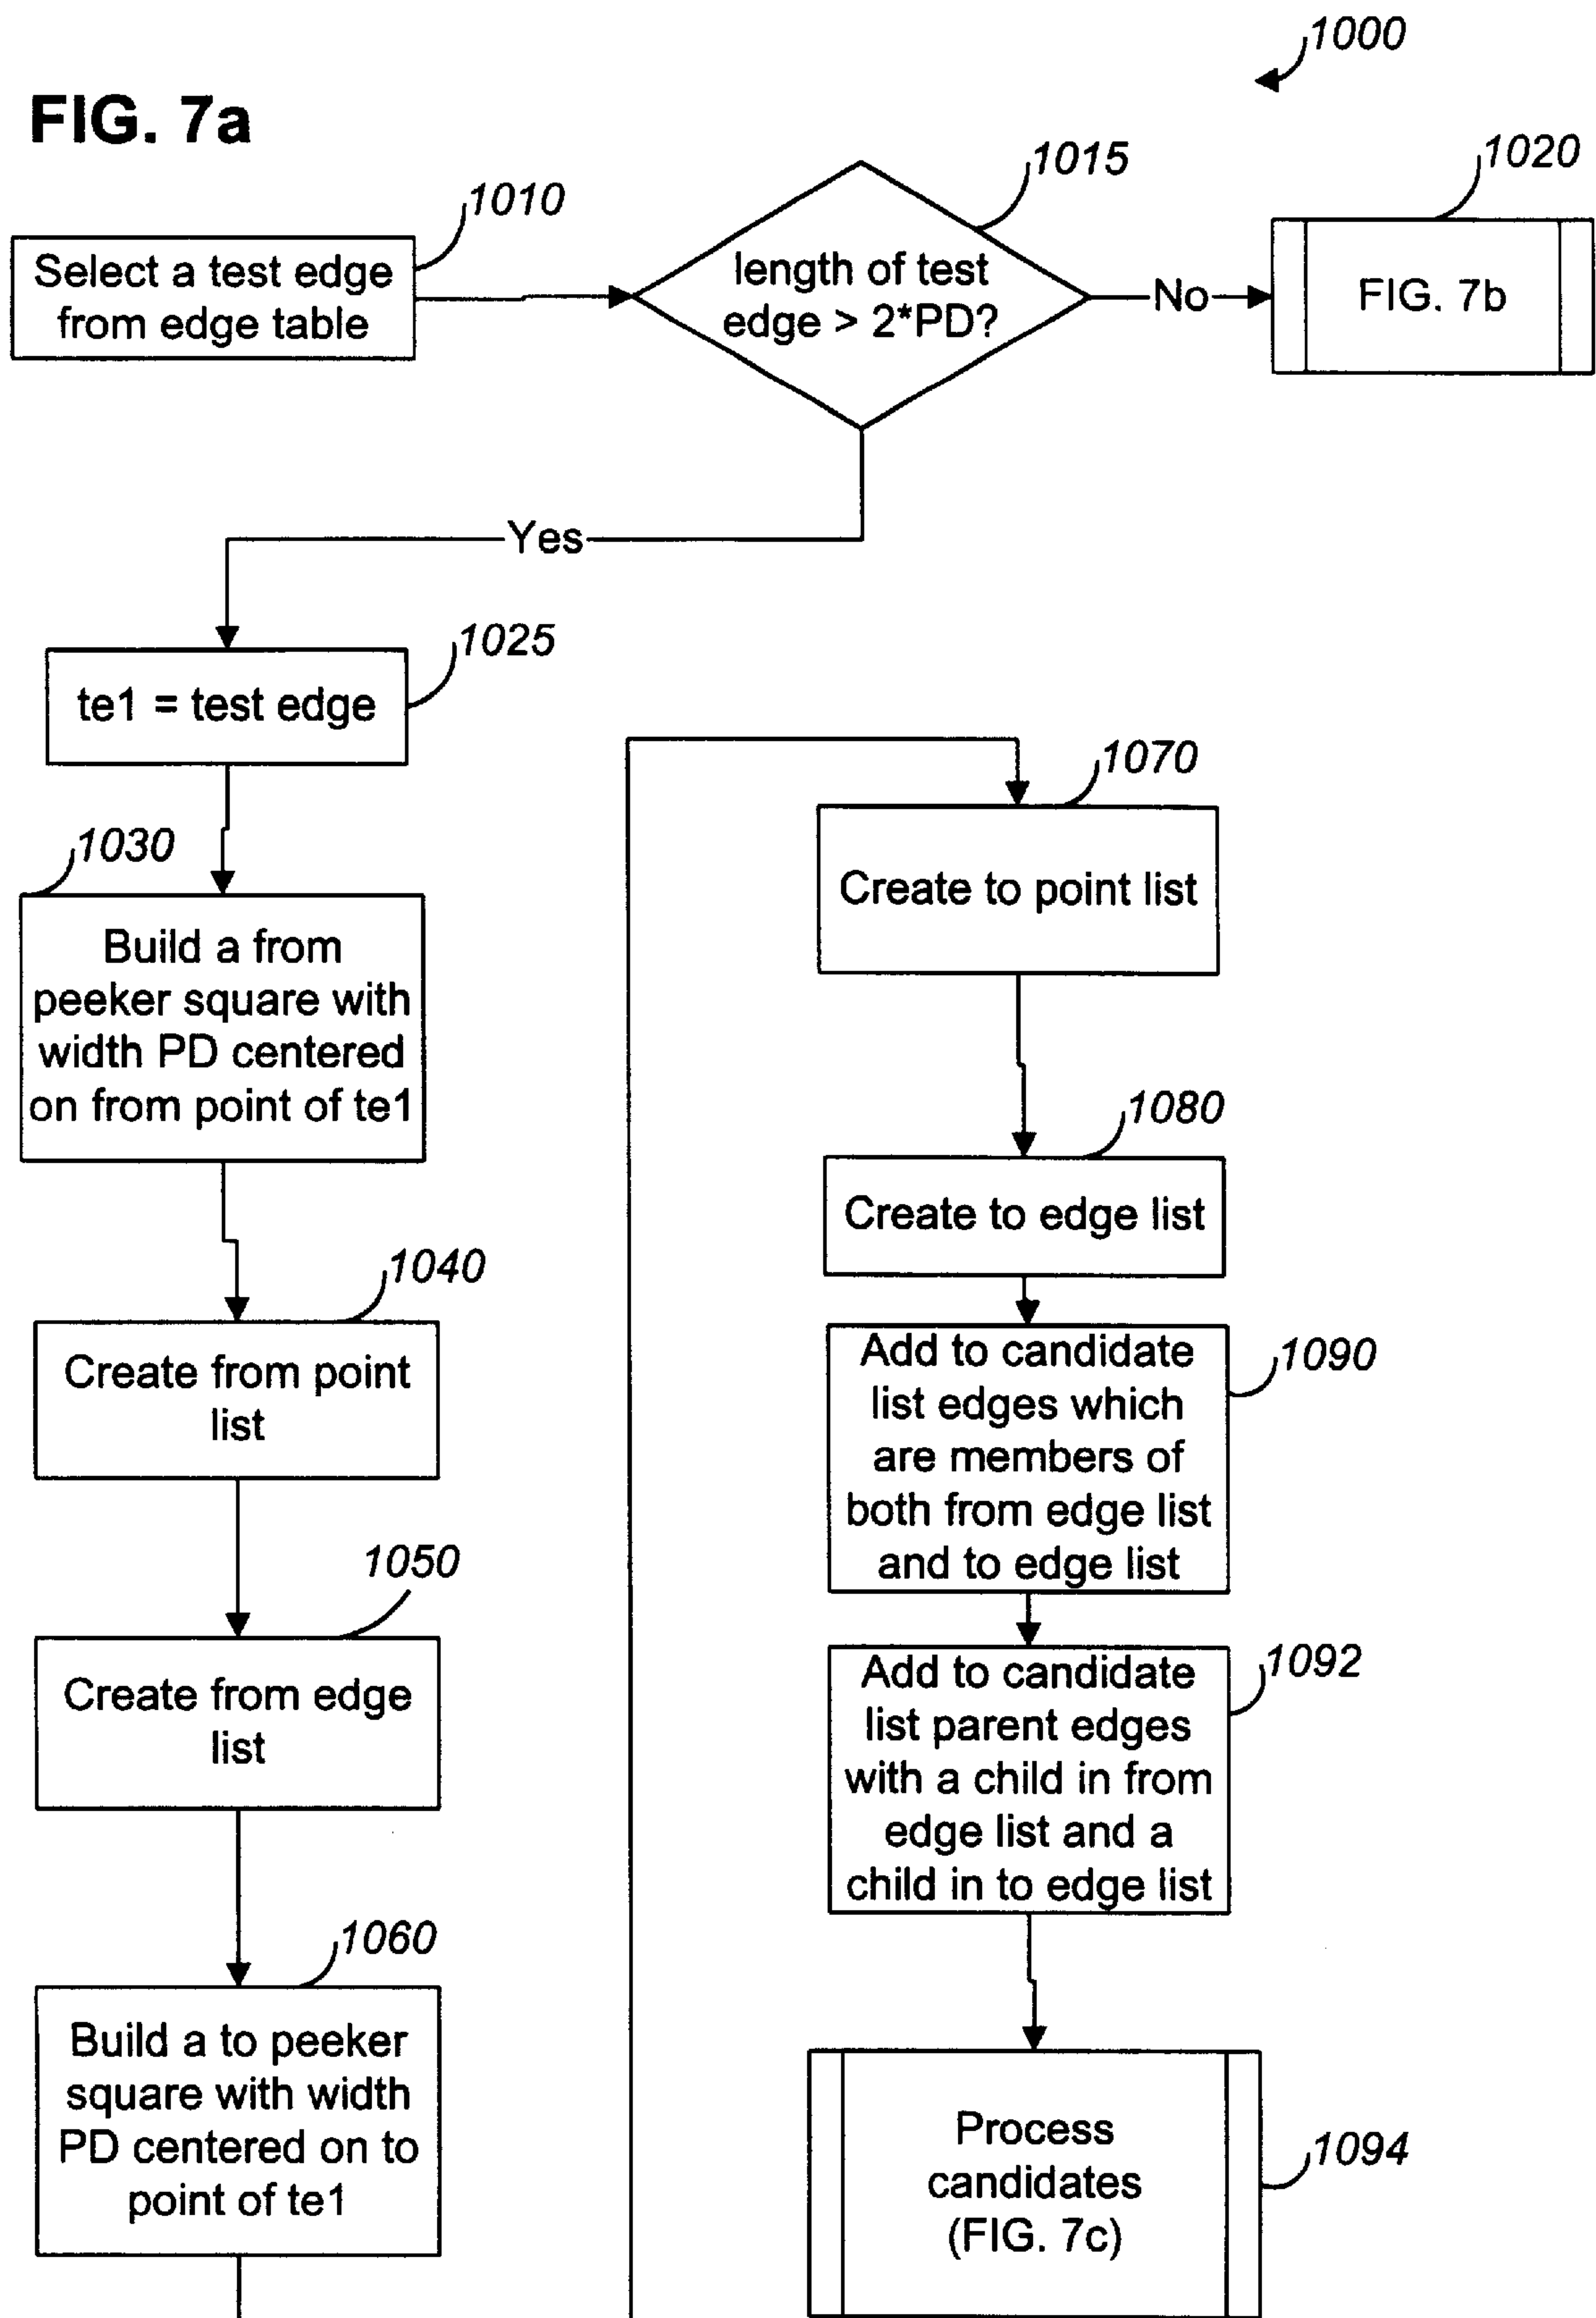 1000
FIG. 7a
1010
Select a test edge
from edge table
1015
length of test
edge > 2*PD?
No
1020
FIG. 7b
Yes
1025
te1 = test edge
1030
Build a from
peeker square with
width PD centered
on from point of te1
1040
Create from point
list
1050
Create from edge
list
1060
Build a to peeker
square with width
PD centered on to
point of te1
1070
Create to point list
1080
Create to edge list
1090
Add to candidate
list edges which
are members of
both from edge list
and to edge list
1092
Add to candidate
list parent edges
with a child in from
edge list and a
child in to edge list
1094
Process
candidates
(FIG. 7c)